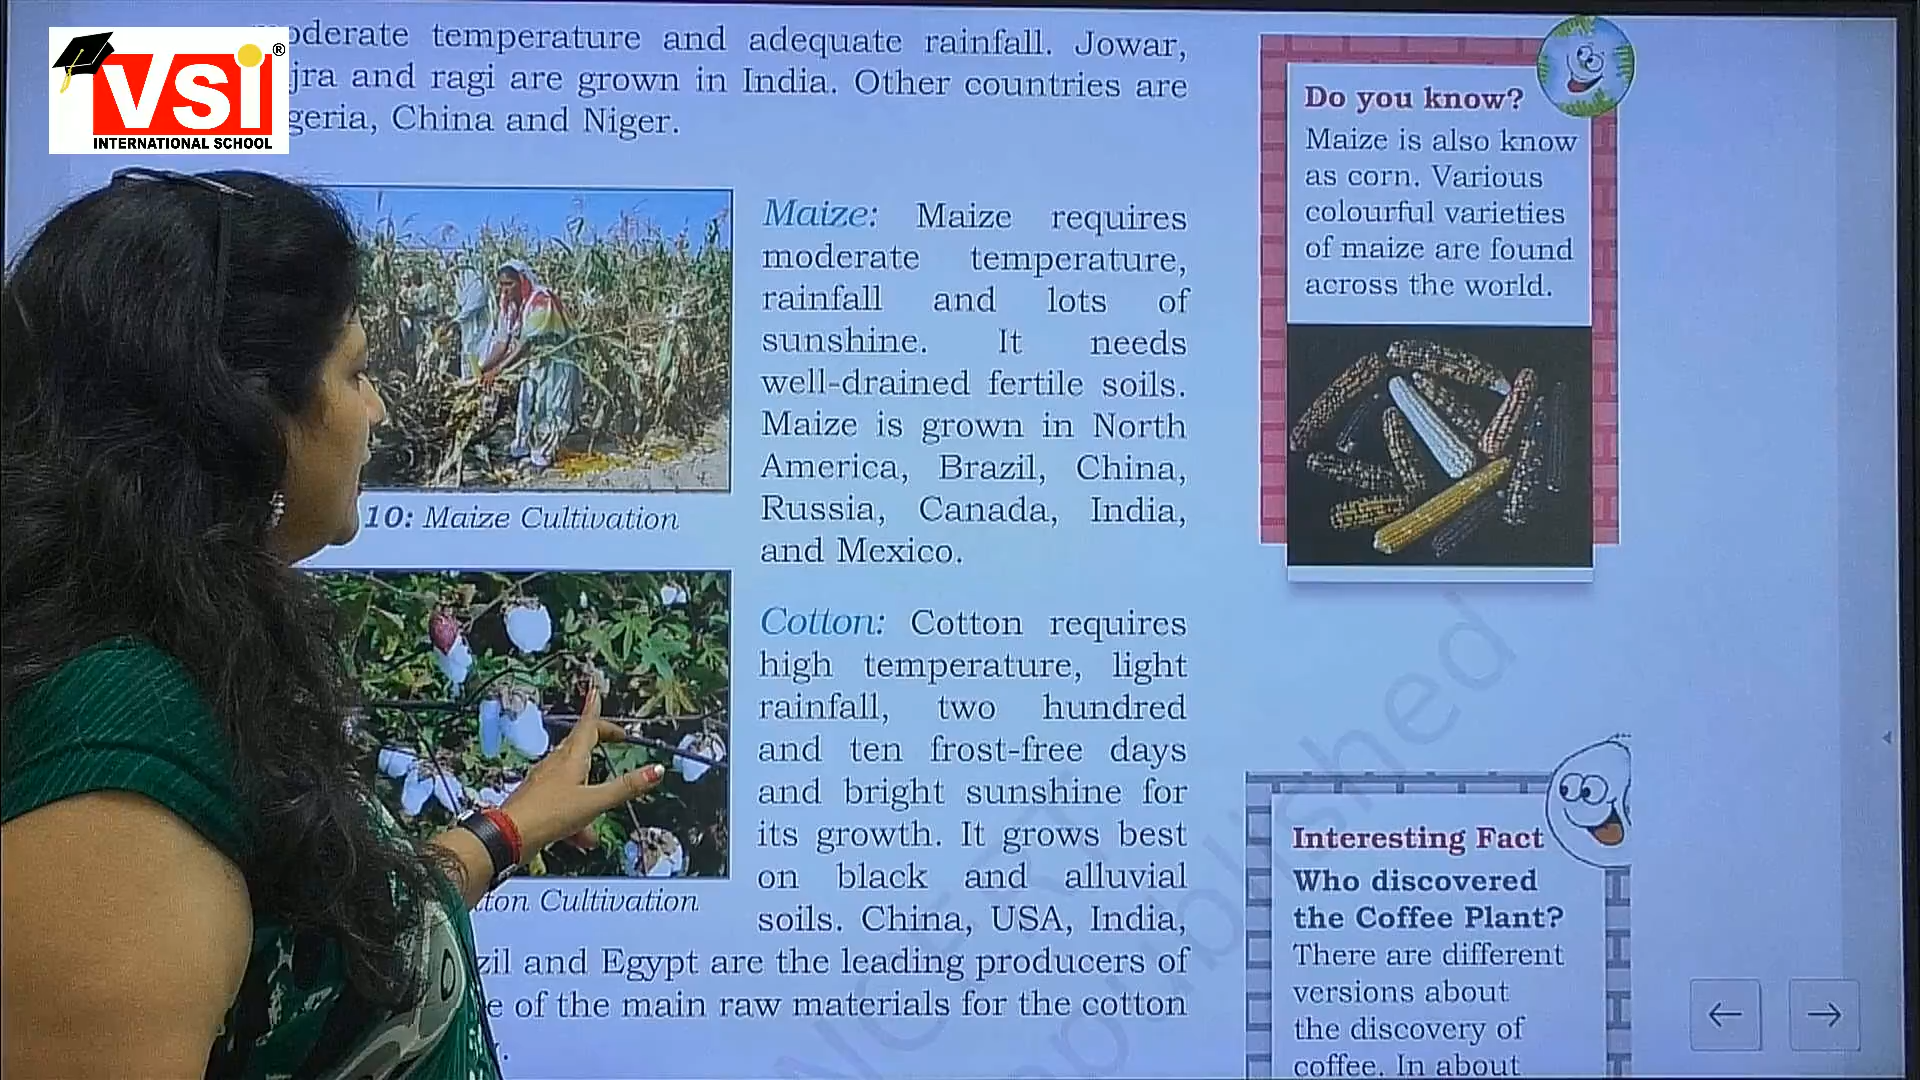 VSI ®
INTERNATIONAL SCHOOL
moderate temperature and adequate rainfall. Jowar,
and ragi are grown in India. Other countries are
China and Niger.
Maize: Maize requires
moderate temperature,
rainfall and lots of
sunshine. It needs
well-drained fertile soils.
Maize is grown in North
America, Brazil, China,
Russia, Canada, India,
and Mexico.
10: Maize Cultivation
Cotton: Cotton requires
high temperature, light
rainfall, two hundred
and ten frost-free days
and bright sunshine for
its growth. It grows best
on black and alluvial
soils. China, USA, India,
Cultivation
and Egypt are the leading producers of
of the main raw materials for the cotton
Do you know?
Maize is also know
as corn. Various
colourful varieties
of maize are found
across the world.
Interesting Fact
Who discovered
the Coffee Plant?
There are different
versions about
the discovery of
coffee. In about
NCERT
published